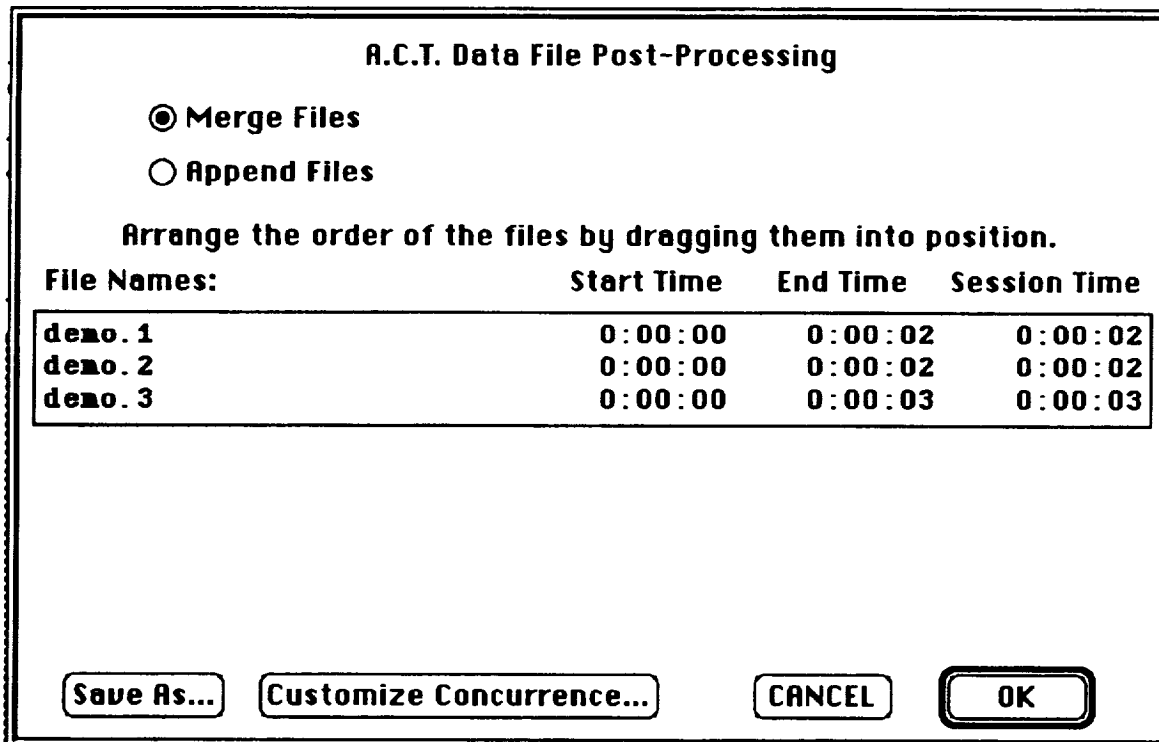 A.C.T. Data File Post-Processing
Merge Files
Append Files
Arrange the order of the files by dragging them into position.
File Names: Start Time End Time Session Time
demo.1 0:00:00 0:00:02 0:00:02
demo.2 0:00:00 0:00:02 0:00:02
demo.3 0:00:00 0:00:03 0:00:03
Save As... Customize Concurrence... CANCEL OK